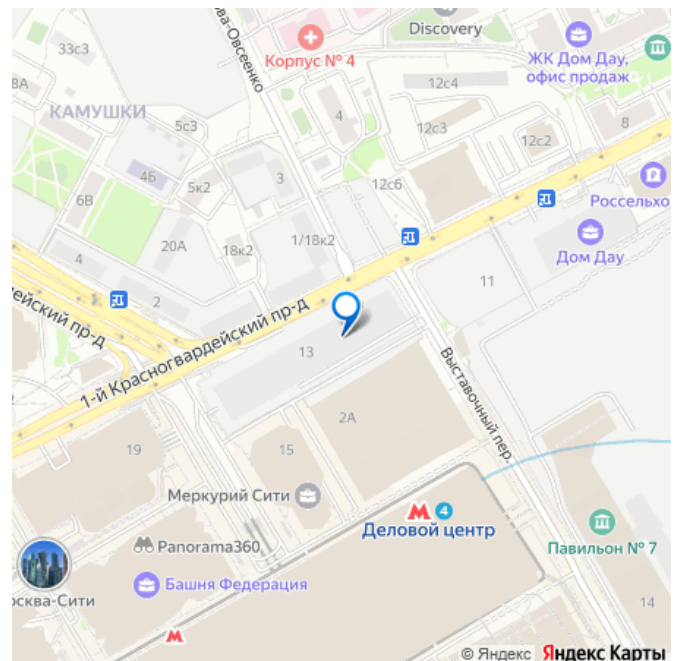 33с3
Discovery
8А
Корпус № 4
ва-Овсеенко
ЖК Дом Дау,
офис продаж
КАМУШКИ
12с4
4
5с3
12с3
8
12с2
4Б
5к2
3
12с6
6В
Россельхо
20А
18к2
1/18к2
Дом Дау
4
2
11
ейский пр-д
1-й Красногвардейский пр-д
13
Выставочный пер.
2А
19
15
Меркурий Сити
4
Деловой центр
Panorama360
Павильон № 7
Башня Федерация
осква-Сити
14
© Яндекс Яндекс Карты